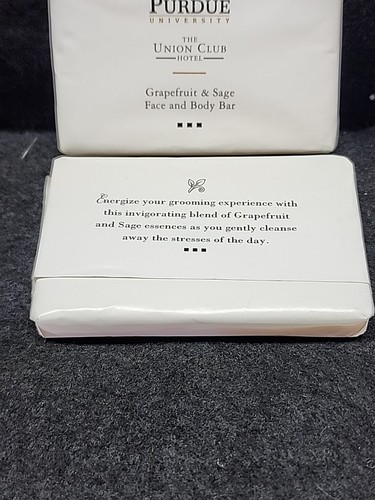 PURDUE
UNIVERSITY
THE
UNION CLUB
HOTEL
Grapefruit & Sage
Face and Body Bar
Energize your grooming experience with
this invigorating blend of Grapefruit
and Sage essences as you gently cleanse
away the stresses of the day.